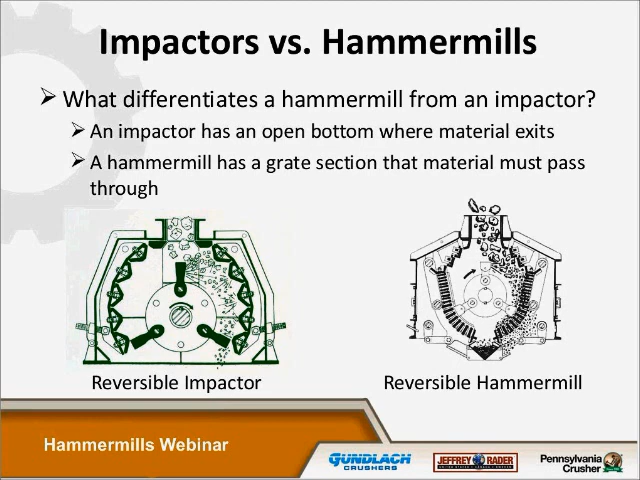 Impactors vs. Hammermills
What differentiates a hammermill from an impactor?
An impactor has an open bottom where material exits
A hammermill has a grate section that material must pass
through
Reversible Impactor
Reversible Hammermill
Hammermills Webinar
GUNDLACH
CRUSHERS
JEFFREY RADER
Pennsylvania
Crusher